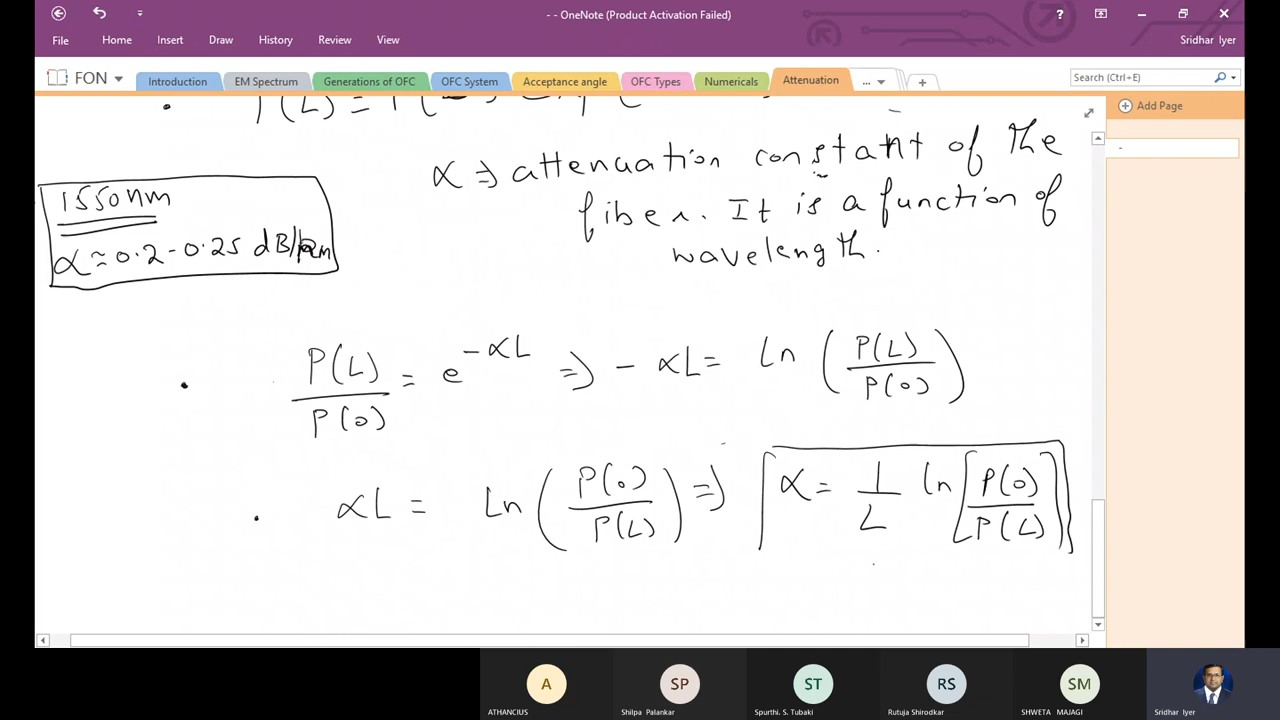 - - OneNote (Product Activation Failed)
File Home Insert Draw History Review View
Sridhar Iyer
FON Introduction EM Spectrum Generations of OFC OFC System Acceptance angle OFC Types Numericals Attenuation ...
Search (Ctrl+E)
Add Page
-
α ⇒ attenuation constant of the
fiber. It is a function of
wavelength.
1550nm
α ≈ 0.2 - 0.25 dB/km
P(L)/P(0) = e^-αL ⇒ - αL = ln (P(L)/P(0))
αL = ln (P(0)/P(L)) ⇒ α = 1/L ln [P(0)/P(L)]
A SP ST RS SM
ATHANCIUS Shilpa Palankar Spurthi. S. Tubaki Rutuja Shirodkar SHWETA MAJAGI Sridhar Iyer